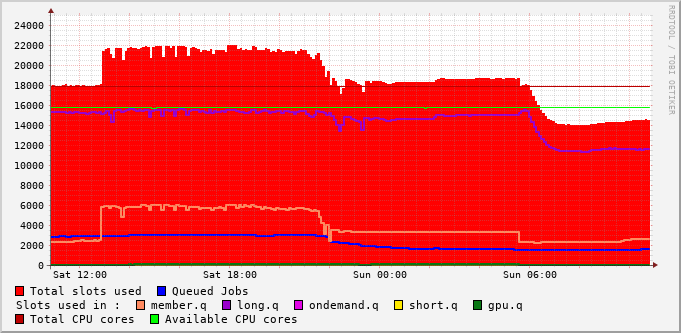 24000
22000
20000
18000
16000
14000
12000
10000
8000
6000
4000
2000
0
Sat 12:00 Sat 18:00 Sun 00:00 Sun 06:00
RRDTOOL / TOBI OETIKER
Total slots used Queued Jobs
Slots used in : member.q long.q ondemand.q short.q gpu.q
Total CPU cores Available CPU cores